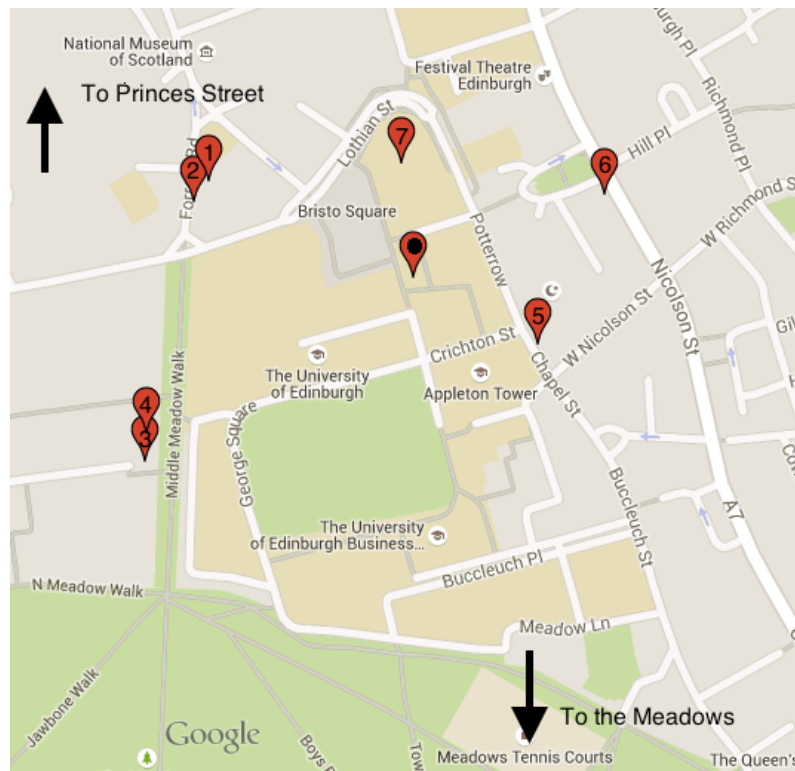 National Museum
of Scotland
To Princes Street
Festival Theatre
Edinburgh
Lothian St
Hill Pl
Richmond Pl
Rd
1
2
7
6
Bristo Square
Potterrow
W Richmond S
Nicolson St
5
W Nicolson St
Crichton St
Chapel St
The University
of Edinburgh
Appleton Tower
4
3
Middle Meadow Walk
George Square
The University
of Edinburgh Business...
Buccleuch St
A7
Buccleuch Pl
N Meadow Walk
Meadow Ln
Jawbone Walk
To the Meadows
Google
Meadows Tennis Courts
The Queen's